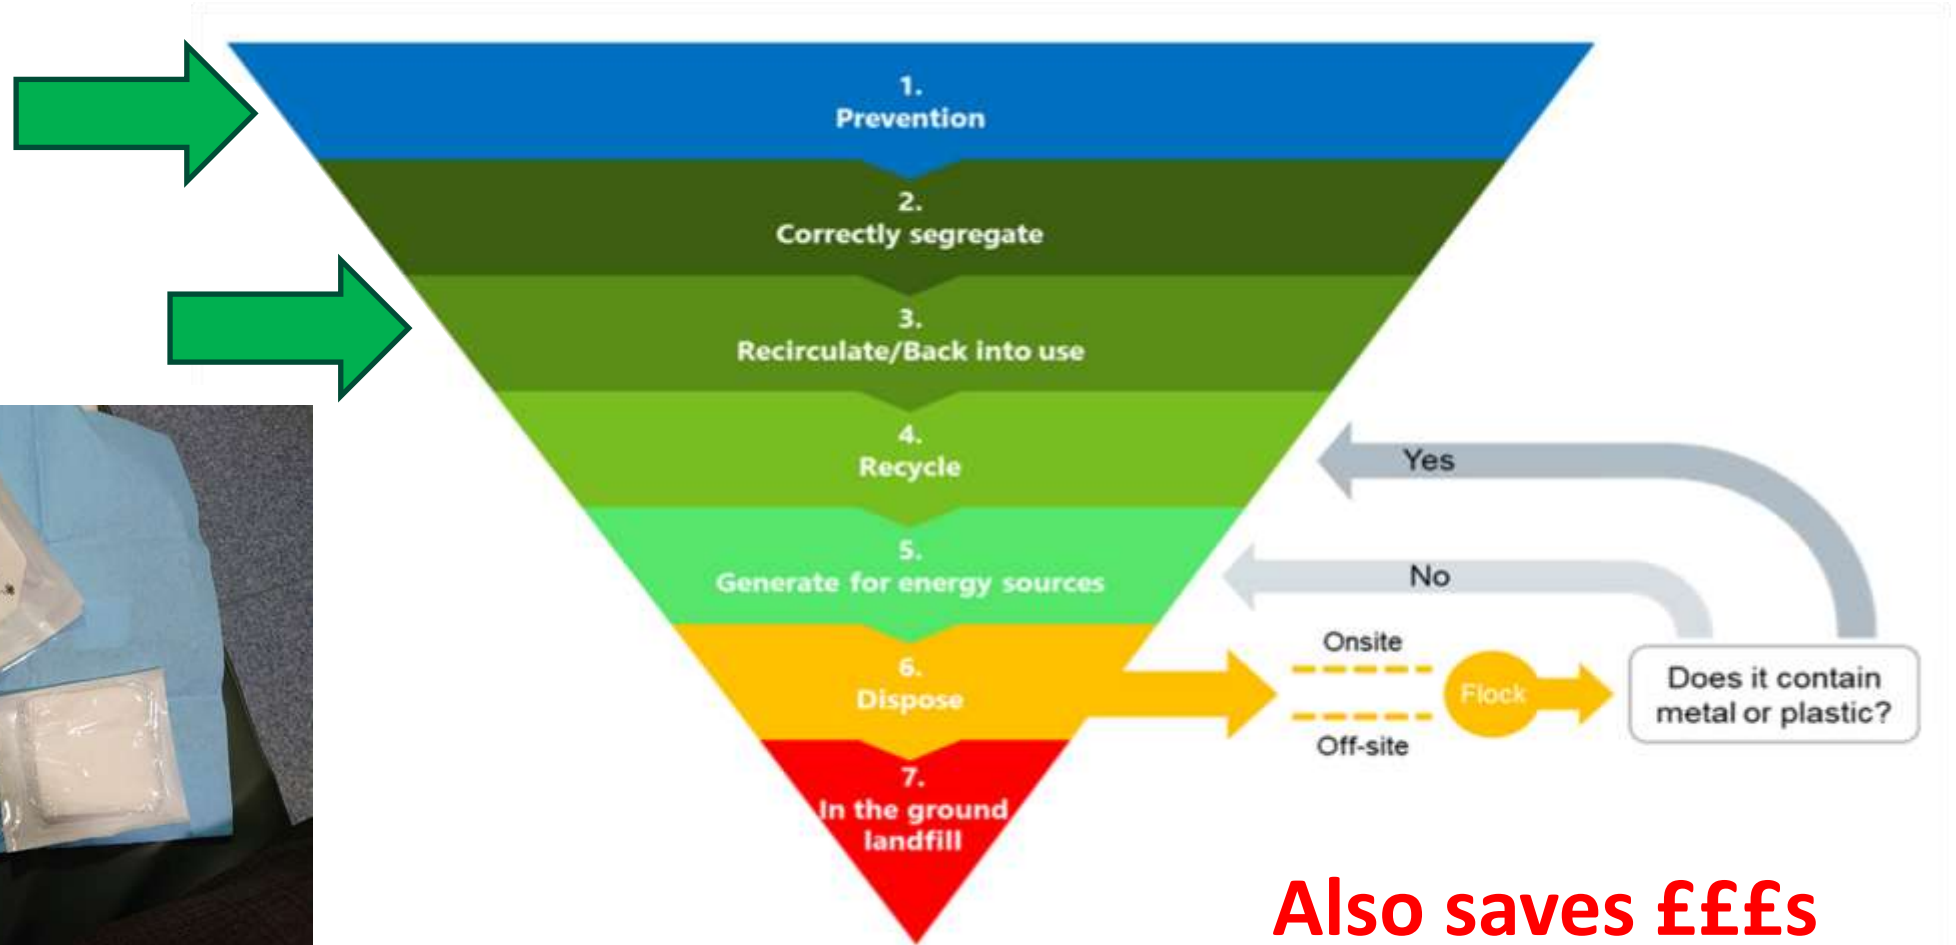 1.
Prevention
2.
Correctly segregate
3.
Recirculate/Back into use
4.
Recycle
5.
Generate for energy sources
6.
Dispose
7.
In the ground
landfill
Yes
No
Onsite
Flock
Off-site
Does it contain
metal or plastic?
Also saves £££s